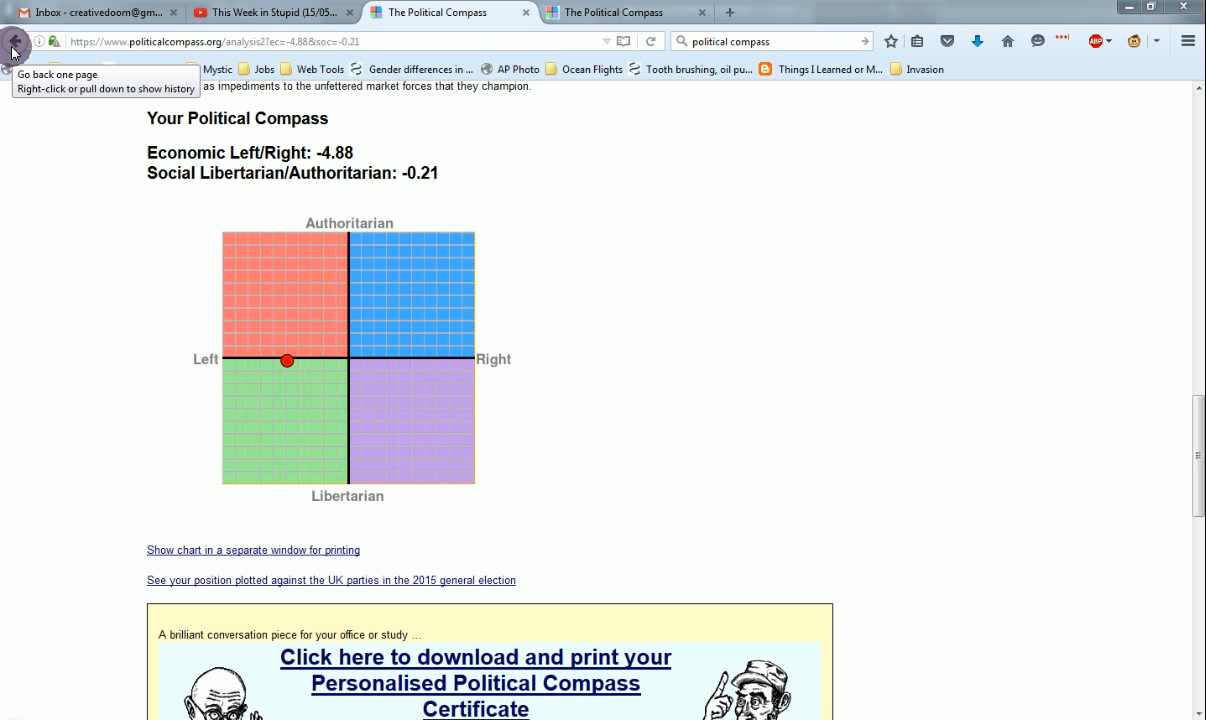 Inbox - creativedoom@gm...
This Week in Stupid (15/05...
The Political Compass
The Political Compass
https://www.politicalcompass.org/analysis2?ec=-4.88&soc=-0.21
political compass
ABP
Go back one page
Right-click or pull down to show history
Mystic
Jobs
Web Tools
Gender differences in ...
AP Photo
Ocean Flights
Tooth brushing, oil pu...
Things I Learned or M...
Invasion
as impediments to the unfettered market forces that they champion.
Your Political Compass
Economic Left/Right: -4.88
Social Libertarian/Authoritarian: -0.21
Authoritarian
Left
Right
Libertarian
Show chart in a separate window for printing
See your position plotted against the UK parties in the 2015 general election
A brilliant conversation piece for your office or study ...
Click here to download and print your
Personalised Political Compass
Certificate